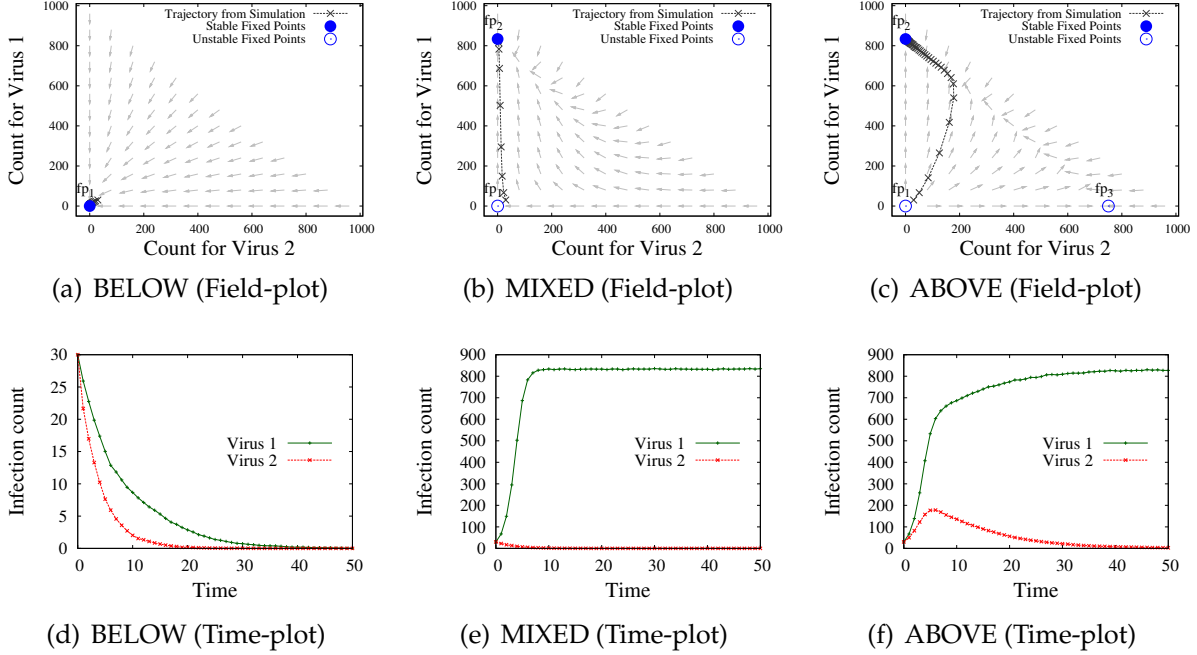 Trajectory from Simulation
Stable Fixed Points
Unstable Fixed Points
fp1
Count for Virus 1
0
200
400
600
800
1000
0
200
400
600
800
Count for Virus 2
(a) BELOW (Field-plot)
Trajectory from Simulation
Stable Fixed Points
Unstable Fixed Points
fp2
fp1
Count for Virus 1
0
200
400
600
800
1000
0
200
400
600
800
Count for Virus 2
(b) MIXED (Field-plot)
Trajectory from Simulation
Stable Fixed Points
Unstable Fixed Points
fp2
fp1
fp3
Count for Virus 1
0
200
400
600
800
1000
0
200
400
600
800
Count for Virus 2
(c) ABOVE (Field-plot)
Infection count
30
25
20
15
10
5
0
Virus 1
Virus 2
0 10 20 30 40 50
Time
(d) BELOW (Time-plot)
Infection count
900
800
700
600
500
400
300
200
100
0
Virus 1
Virus 2
0 10 20 30 40 50
Time
(e) MIXED (Time-plot)
Infection count
900
800
700
600
500
400
300
200
100
0
Virus 1
Virus 2
0 10 20 30 40 50
Time
(f) ABOVE (Time-plot)